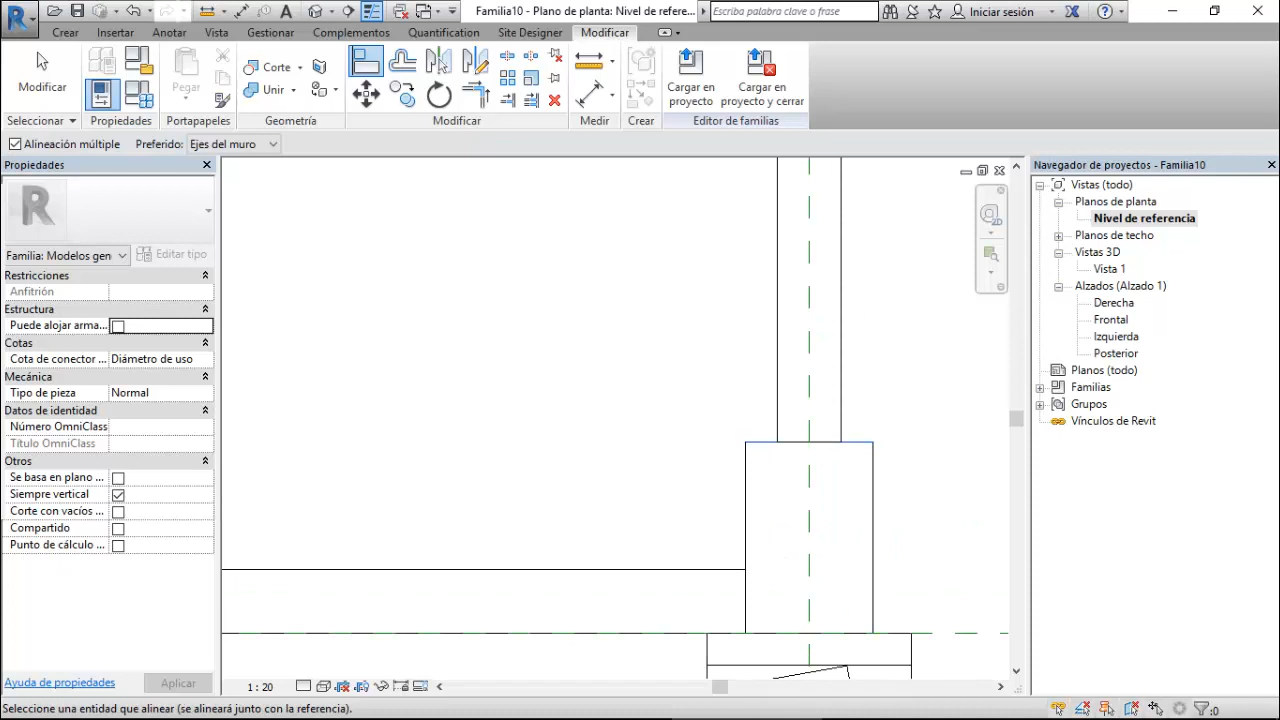 Familia10 - Plano de planta: Nivel de refere...
Escriba palabra clave o frase
Iniciar sesión
Crear
Insertar
Anotar
Vista
Gestionar
Complementos
Quantification
Site Designer
Modificar
Modificar
Pegar
Corte
Unir
Cargar en
proyecto
Cargar en
proyecto y cerrar
Seleccionar
Propiedades
Portapapeles
Geometría
Modificar
Medir
Crear
Editor de familias
Alineación múltiple
Preferido:
Ejes del muro
Propiedades
Familia: Modelos gen
Editar tipo
Restricciones
Anfitrión
Estructura
Puede alojar arma...
Cotas
Cota de conector ...
Diámetro de uso
Mecánica
Tipo de pieza
Normal
Datos de identidad
Número OmniClass
Título OmniClass
Otros
Se basa en plano ...
Siempre vertical
Corte con vacíos ...
Compartido
Punto de cálculo ...
Ayuda de propiedades
Aplicar
2D
Navegador de proyectos - Familia10
Vistas (todo)
Planos de planta
Nivel de referencia
Planos de techo
Vistas 3D
Vista 1
Alzados (Alzado 1)
Derecha
Frontal
Izquierda
Posterior
Planos (todo)
Familias
Grupos
Vínculos de Revit
1 : 20
Seleccione una entidad que alinear (se alineará junto con la referencia).
:0